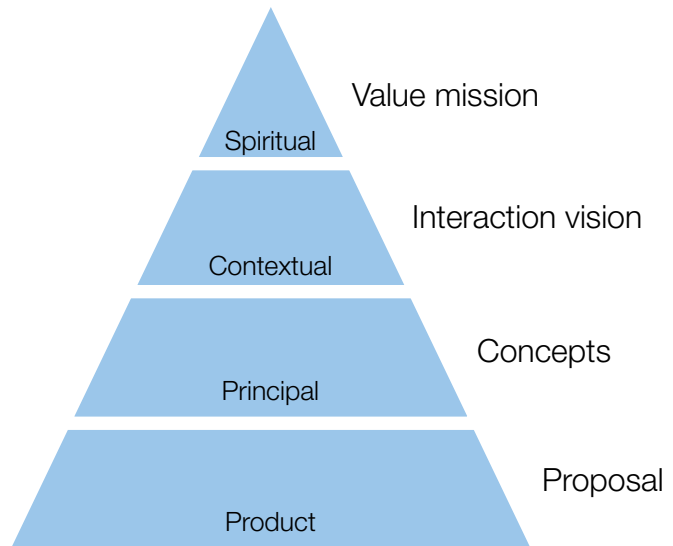 Value mission
Spiritual
Interaction vision
Contextual
Concepts
Principal
Proposal
Product